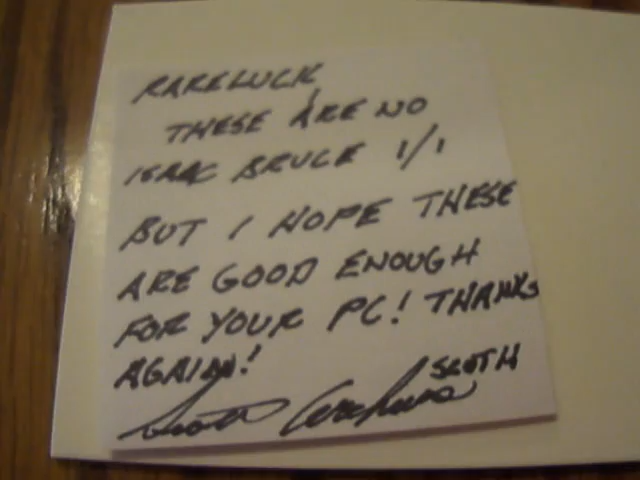 RARELUCK,
THESE ARE NO
ISAAC BRUCE 1/1
BUT I HOPE THESE
ARE GOOD ENOUGH
FOR YOUR PC! THANKS
AGAIN!
Scott